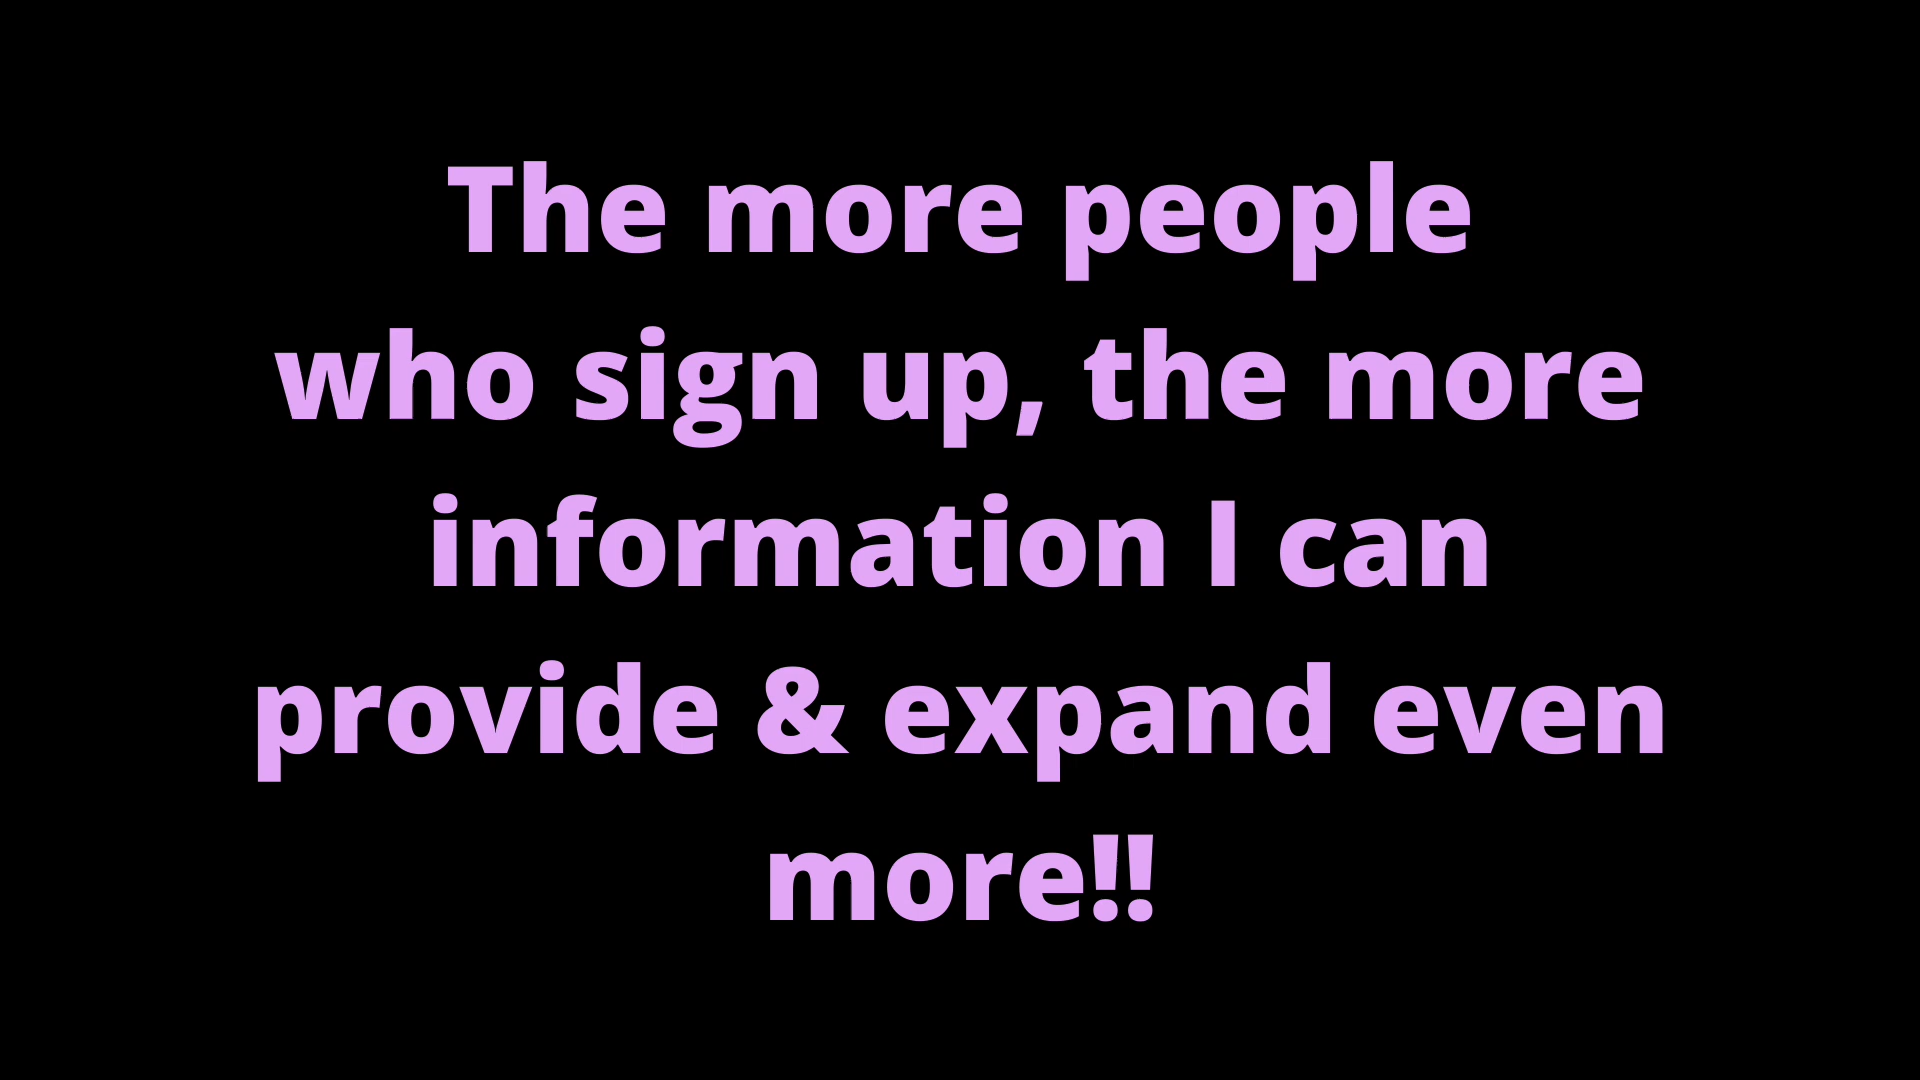 The more people
who sign up, the more
information I can
provide & expand even
more!!